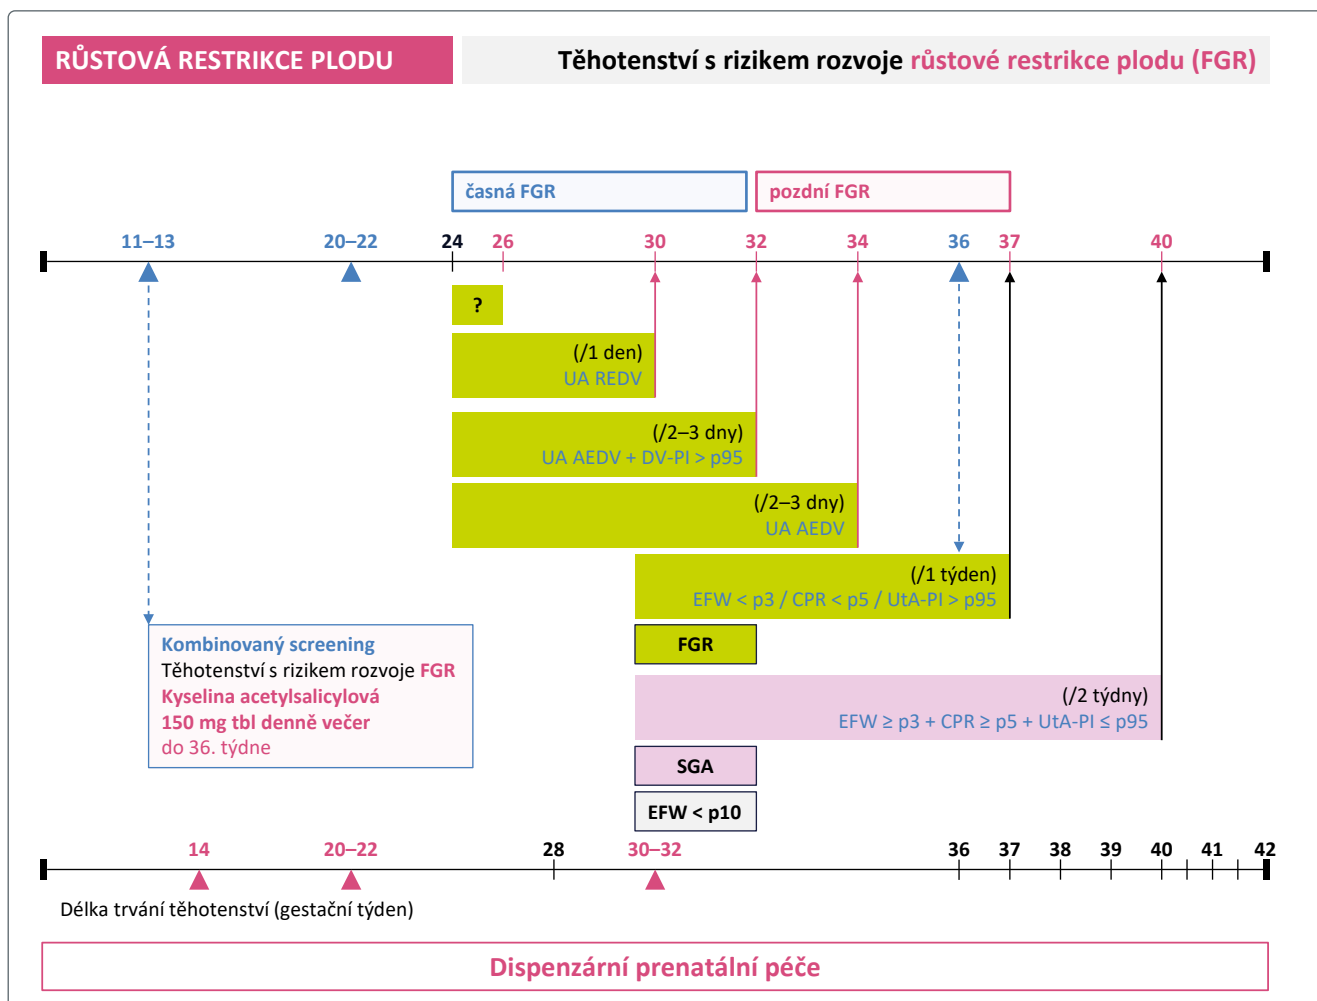 RŮSTOVÁ RESTRIKCE PLODU
Těhotenství s rizikem rozvoje růstové restrikce plodu (FGR)
časná FGR
pozdní FGR
11–13
20–22
24
26
30
32
34
36
37
40
?
(/1 den)
UA REDV
(/2–3 dny)
UA AEDV + DV-PI > p95
(/2–3 dny)
UA AEDV
(/1 týden)
EFW < p3 / CPR < p5 / UtA-PI > p95
Kombinovaný screening
Těhotenství s rizikem rozvoje FGR
Kyselina acetylsalicylová
150 mg tbl denně večer
do 36. týdne
FGR
(/2 týdny)
EFW ≥ p3 + CPR ≥ p5 + UtA-PI ≤ p95
SGA
EFW < p10
14
20–22
28
30–32
36
37
38
39
40
41
42
Délka trvání těhotenství (gestační týden)
Dispenzární prenatální péče